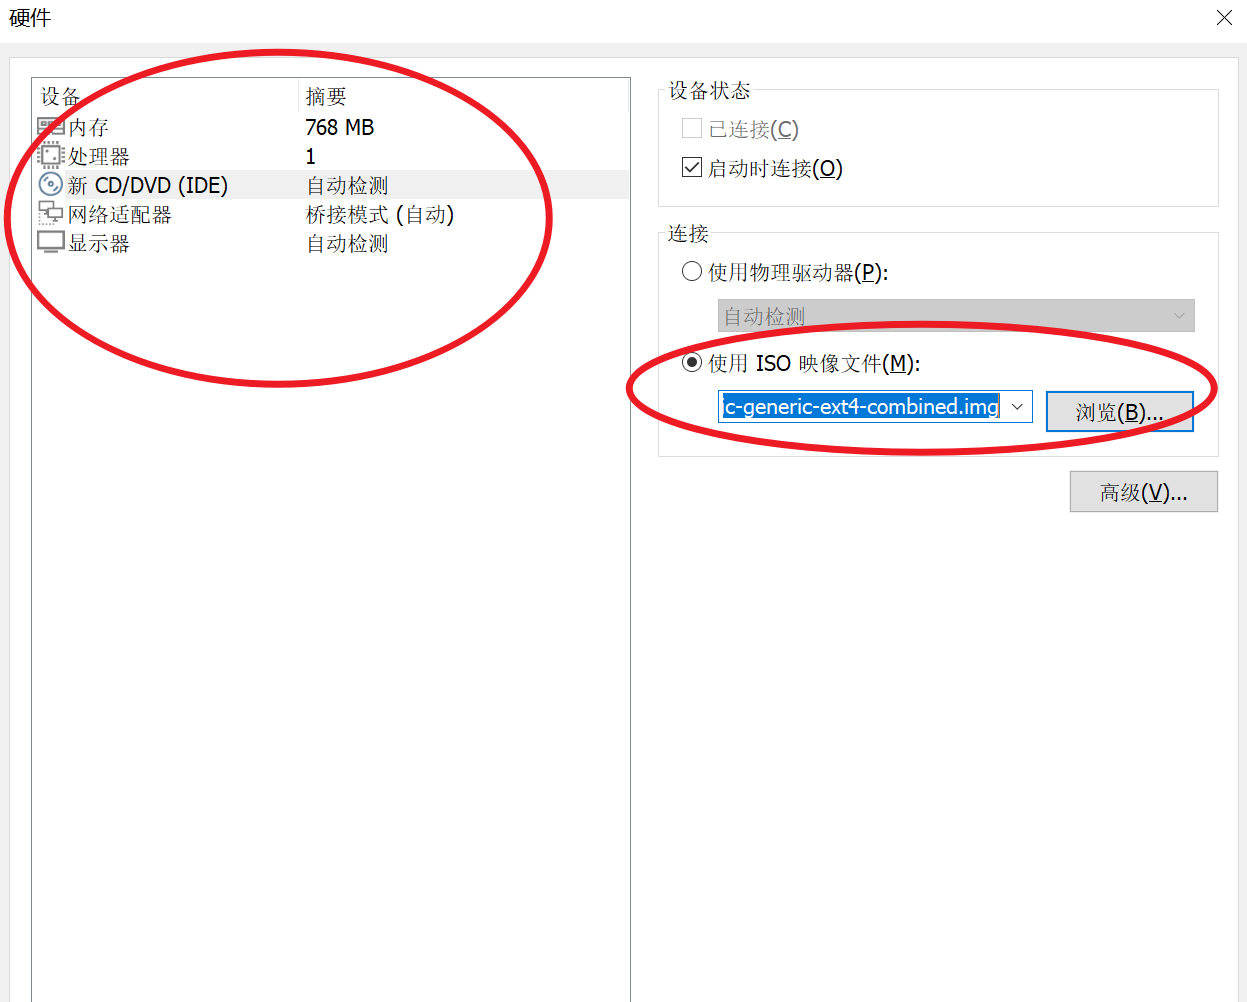 硬件
设备 摘要
内存 768 MB
处理器 1
新 CD/DVD (IDE) 自动检测
网络适配器 桥接模式 (自动)
显示器 自动检测
设备状态
已连接(C)
启动时连接(O)
连接
使用物理驱动器(P):
自动检测
使用 ISO 映像文件(M):
ic-generic-ext4-combined.img
浏览(B)...
高级(V)...